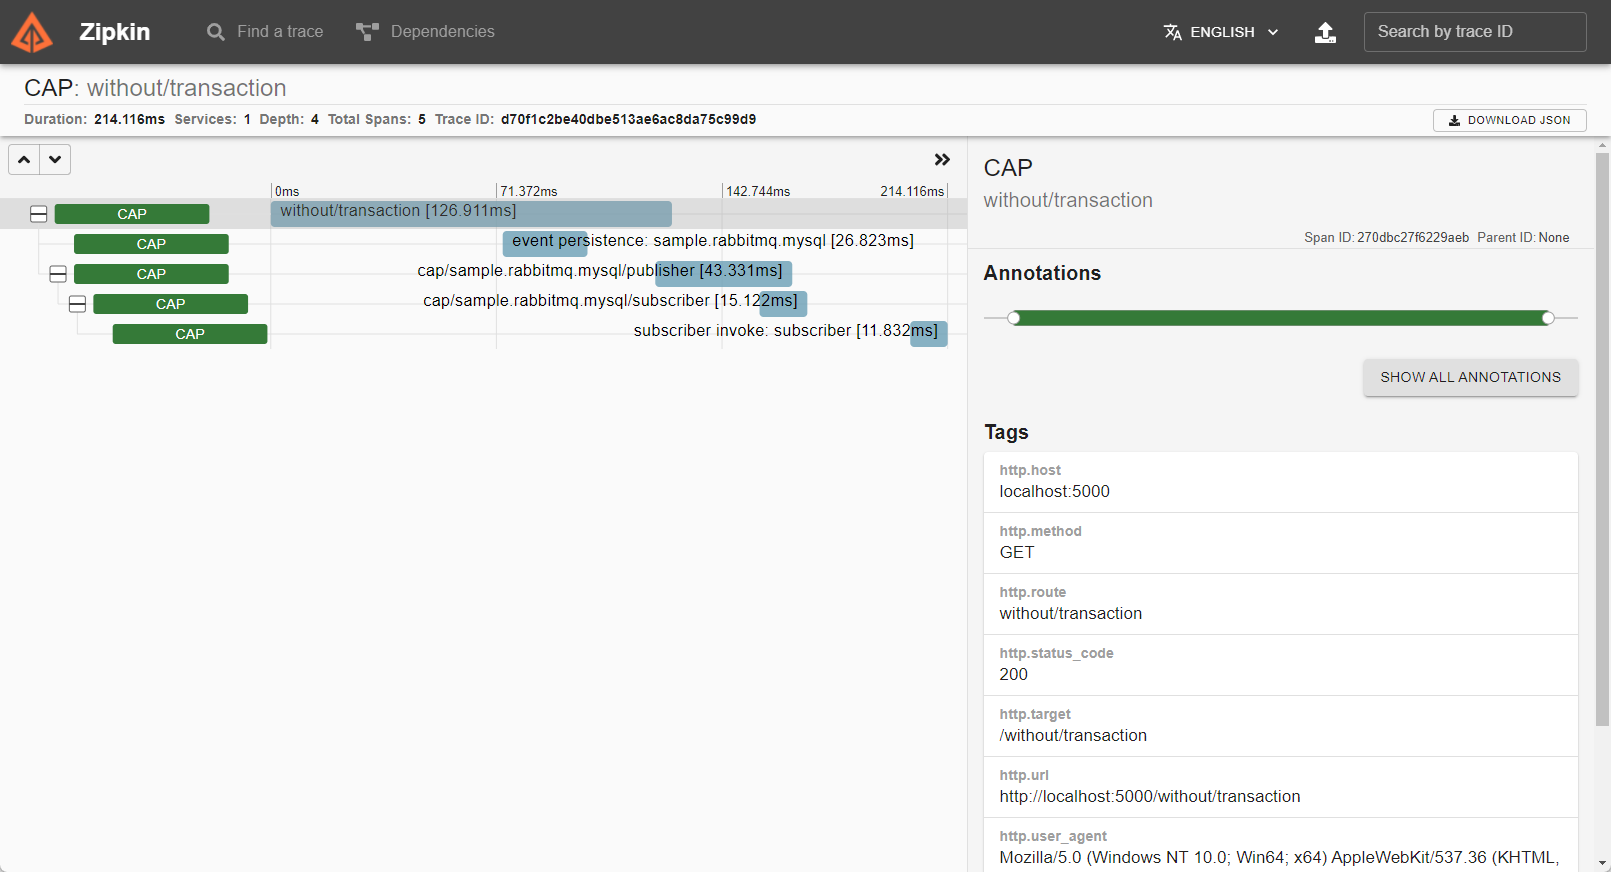 Zipkin
Find a trace
Dependencies
ENGLISH
Search by trace ID
CAP: without/transaction
Duration: 214.116ms Services: 1 Depth: 4 Total Spans: 5 Trace ID: d70f1c2be40dbe513ae6ac8da75c99d9
DOWNLOAD JSON
0ms 71.372ms 142.744ms 214.116ms
CAP without/transaction [126.911ms]
CAP event persistence: sample.rabbitmq.mysql [26.823ms]
CAP cap/sample.rabbitmq.mysql/publisher [43.331ms]
CAP cap/sample.rabbitmq.mysql/subscriber [15.122ms]
CAP subscriber invoke: subscriber [11.832ms]
CAP
without/transaction
Span ID: 270dbc27f6229aeb Parent ID: None
Annotations
SHOW ALL ANNOTATIONS
Tags
http.host
localhost:5000
http.method
GET
http.route
without/transaction
http.status_code
200
http.target
/without/transaction
http.url
http://localhost:5000/without/transaction
http.user_agent
Mozilla/5.0 (Windows NT 10.0; Win64; x64) AppleWebKit/537.36 (KHTML,